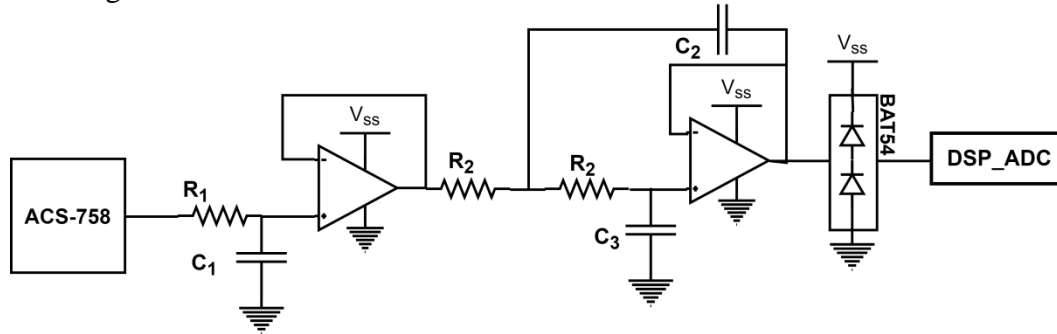 C2
Vss
Vss
BAT54
Vss
R2
R2
DSP_ADC
R1
ACS-758
C3
C1